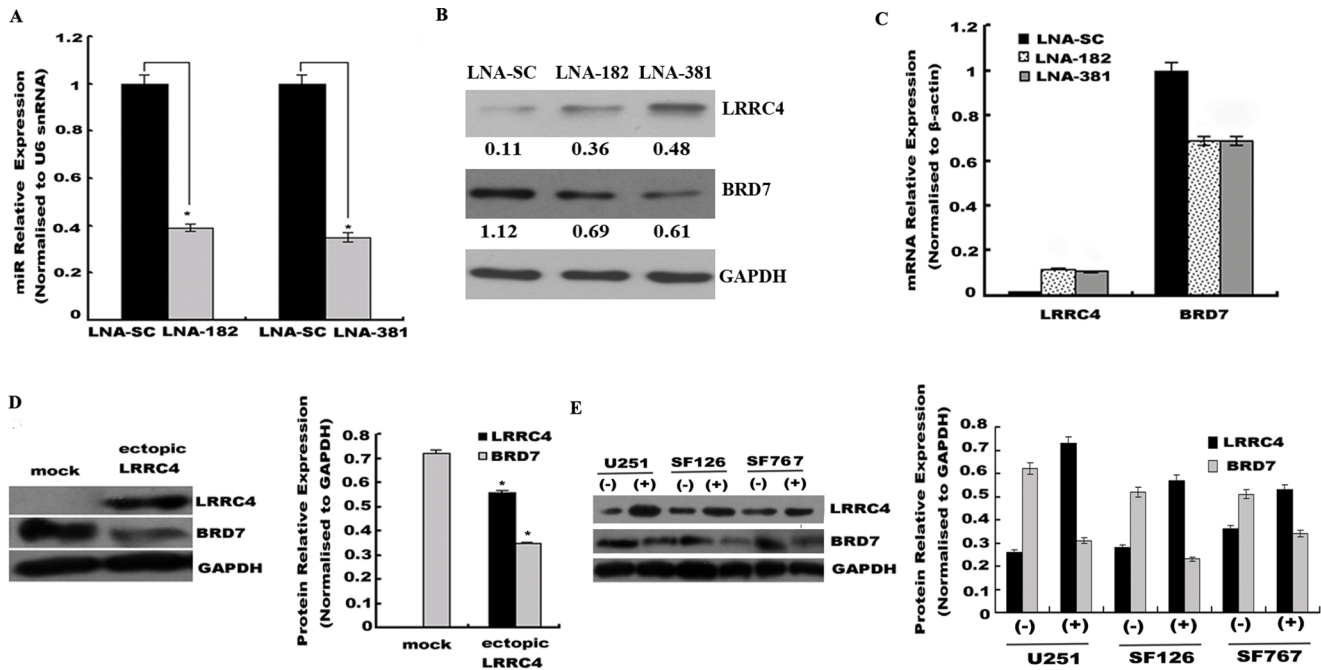 A
miR Relative Expression
(Normalised to U6 snRNA)
1.2
1
0.8
0.6
0.4
0.2
0
*
*
LNA-SC LNA-182 LNA-SC LNA-381
B
LNA-SC LNA-182 LNA-381
LRRC4
0.11 0.36 0.48
BRD7
1.12 0.69 0.61
GAPDH
C
mRNA Relative Expression
(Normalised to β-actin)
1.2
1
0.8
0.6
0.4
0.2
0
LNA-SC
LNA-182
LNA-381
LRRC4 BRD7
D
mock ectopic
LRRC4
LRRC4
BRD7
GAPDH
Protein Relative Expression
(Normalised to GAPDH)
0.8
0.7
0.6
0.5
0.4
0.3
0.2
0.1
0
LRRC4
BRD7
*
*
mock ectopic
LRRC4
E
U251 SF126 SF767
(-) (+) (-) (+) (-) (+)
LRRC4
BRD7
GAPDH
Protein Relative Expression
(Normalised to GAPDH)
0.8
0.7
0.6
0.5
0.4
0.3
0.2
0.1
0
LRRC4
BRD7
(-) (+) (-) (+) (-) (+)
U251 SF126 SF767